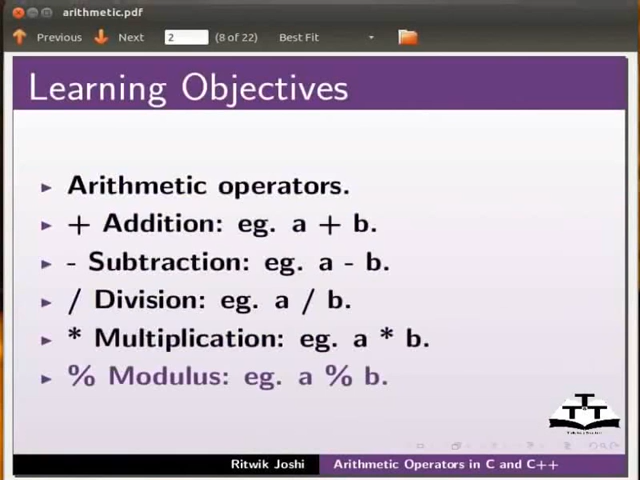 arithmetic.pdf
Previous Next 2 (8 of 22) Best Fit
Learning Objectives
Arithmetic operators.
+ Addition: eg. a + b.
- Subtraction: eg. a - b.
/ Division: eg. a / b.
* Multiplication: eg. a * b.
% Modulus: eg. a % b.
TTT
Ritwik Joshi Arithmetic Operators in C and C++